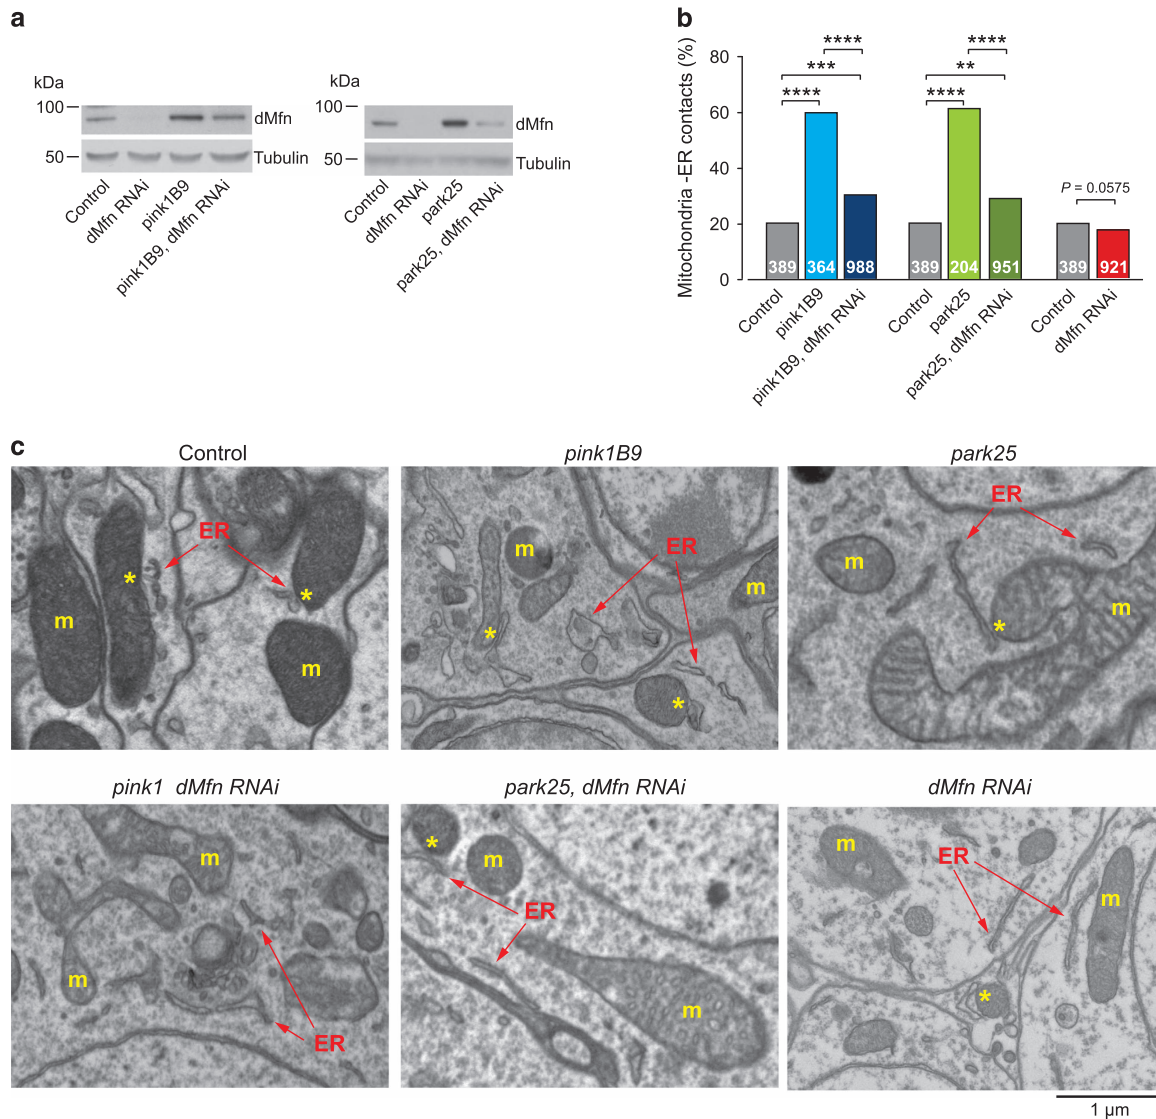 a
kDa
100
50
dMfn
Tubulin
Control
dMfn RNAi
pink1B9
pink1B9, dMfn RNAi
kDa
100
50
dMfn
Tubulin
Control
dMfn RNAi
park25
park25, dMfn RNAi
b
Mitochondria -ER contacts (%)
80
60
40
20
0
**** 
*** 
**** 
**** 
** 
**** 
P = 0.0575
389 364 988
389 204 951
389 921
Control
pink1B9
pink1B9, dMfn RNAi
Control
park25
park25, dMfn RNAi
Control
dMfn RNAi
c
Control
ER
*
*
m
m
pink1B9
m
ER
m
*
*
park25
ER
m
m
*
pink1 dMfn RNAi
m
m
ER
park25, dMfn RNAi
*
m
ER
m
dMfn RNAi
m
ER
m
*
1 µm